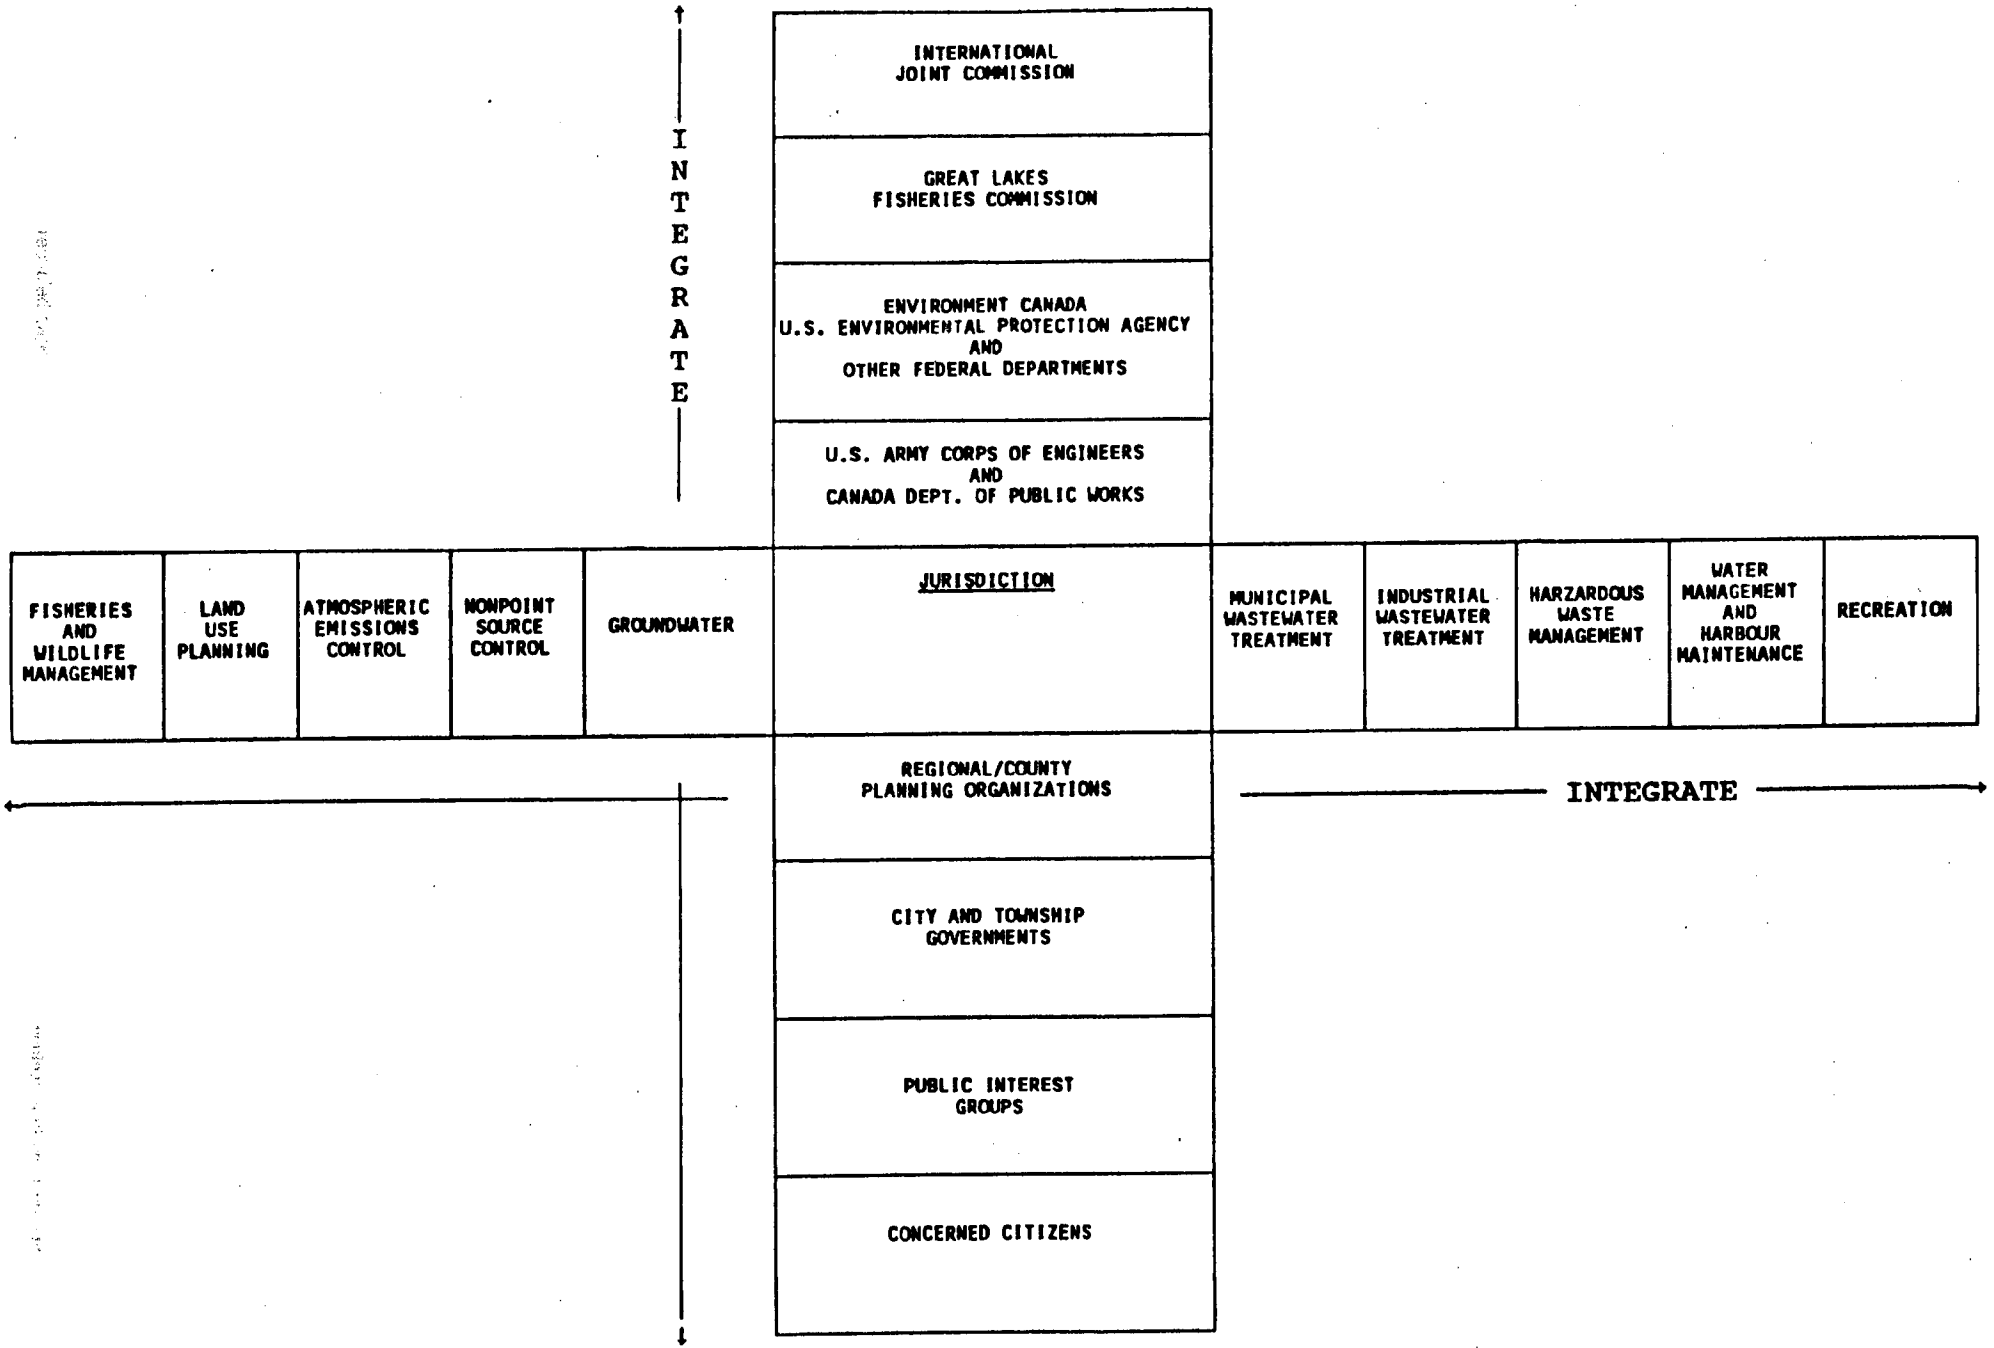 INTERNATIONAL
JOINT COMMISSION
GREAT LAKES
FISHERIES COMMISSION
ENVIRONMENT CANADA
U.S. ENVIRONMENTAL PROTECTION AGENCY
AND
OTHER FEDERAL DEPARTMENTS
U.S. ARMY CORPS OF ENGINEERS
AND
CANADA DEPT. OF PUBLIC WORKS
INTEGRATE
FISHERIES
AND
WILDLIFE
MANAGEMENT
LAND
USE
PLANNING
ATMOSPHERIC
EMISSIONS
CONTROL
NONPOINT
SOURCE
CONTROL
GROUNDWATER
JURISDICTION
MUNICIPAL
WASTEWATER
TREATMENT
INDUSTRIAL
WASTEWATER
TREATMENT
HARZARDOUS
WASTE
MANAGEMENT
WATER
MANAGEMENT
AND
HARBOUR
MAINTENANCE
RECREATION
REGIONAL/COUNTY
PLANNING ORGANIZATIONS
INTEGRATE
CITY AND TOWNSHIP
GOVERNMENTS
PUBLIC INTEREST
GROUPS
CONCERNED CITIZENS